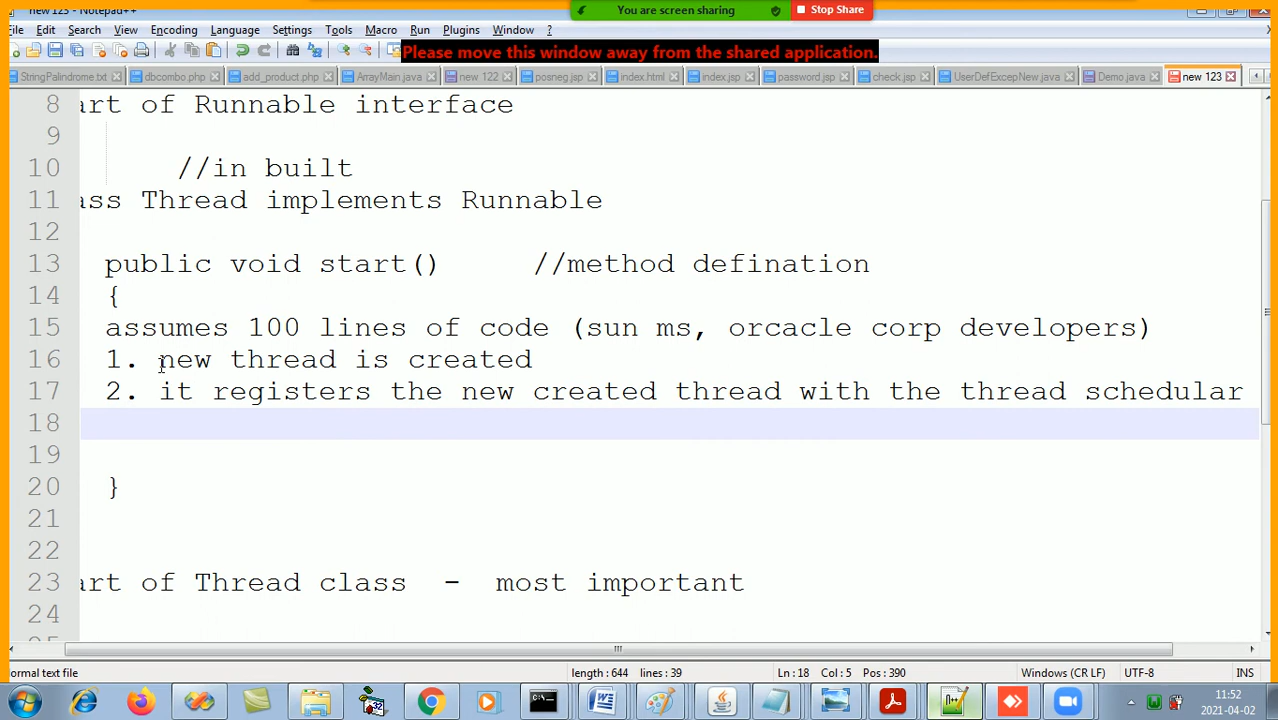 new 123 - Notepad++
You are screen sharing
Stop Share
File Edit Search View Encoding Language Settings Tools Macro Run Plugins Window ?
Please move this window away from the shared application.
StringPalindrome.txt dbcombo.php add_product.php ArrayMain.java new 122 posneg.jsp index.html index.jsp password.jsp check.jsp UserDefExcepNew.java Demo.java new 123
8 art of Runnable interface
9
10 //in built
11 ass Thread implements Runnable
12
13 public void start() //method defination
14 {
15 assumes 100 lines of code (sun ms, orcacle corp developers)
16 1. new thread is created
17 2. it registers the new created thread with the thread schedular
18
19
20 }
21
22
23 art of Thread class - most important
24
ormal text file length : 644 lines : 39 Ln : 18 Col : 5 Pos : 390 Windows (CR LF) UTF-8 INS
32
11:52
2021-04-02